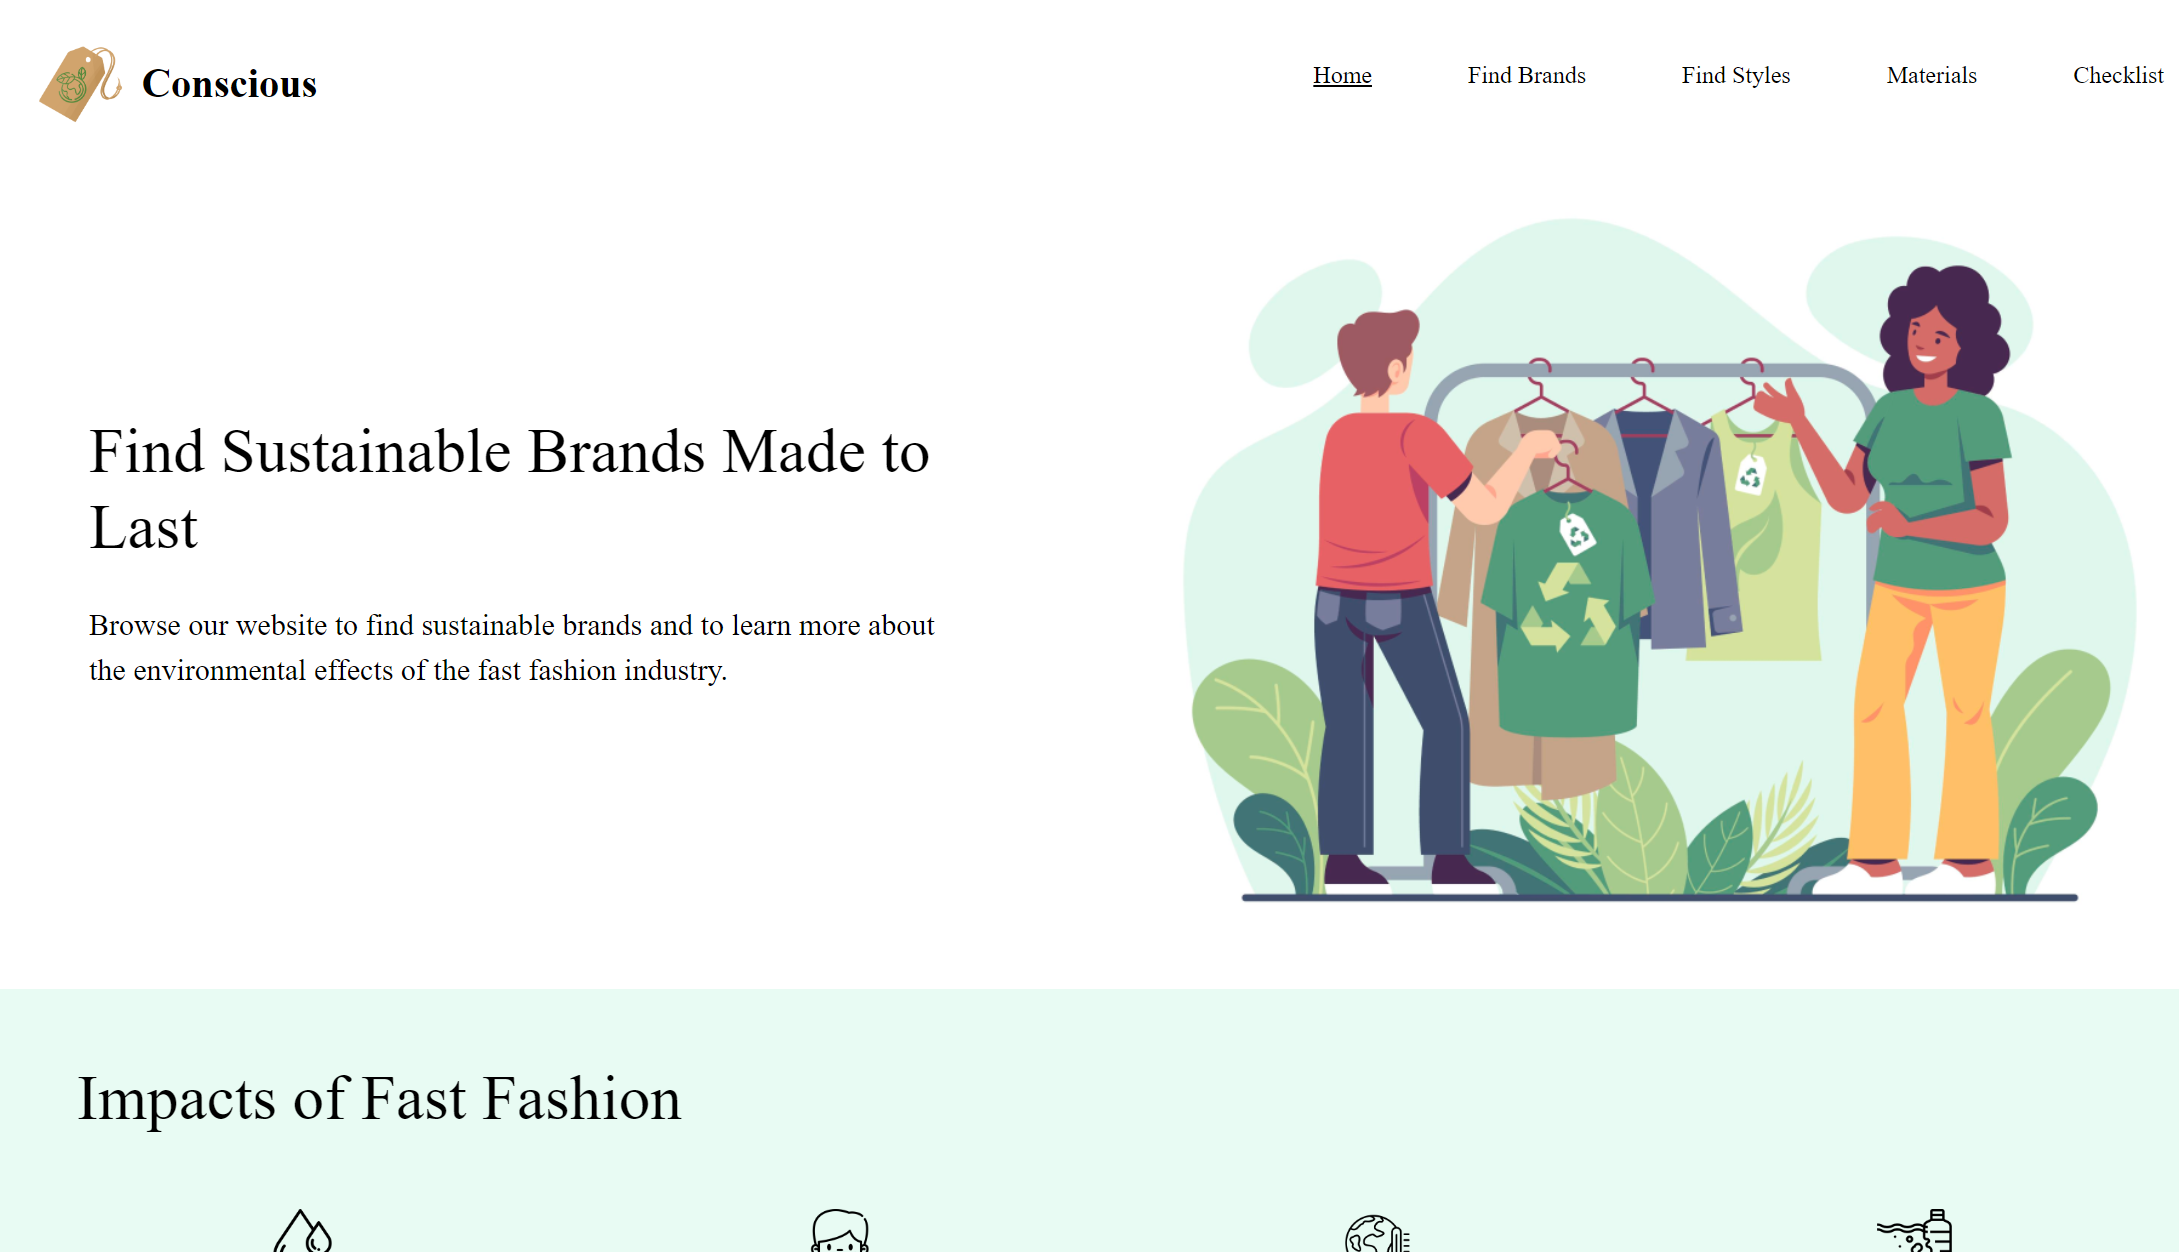 Conscious
Home
Find Brands
Find Styles
Materials
Checklist
Find Sustainable Brands Made to
Last
Browse our website to find sustainable brands and to learn more about
the environmental effects of the fast fashion industry.
Impacts of Fast Fashion